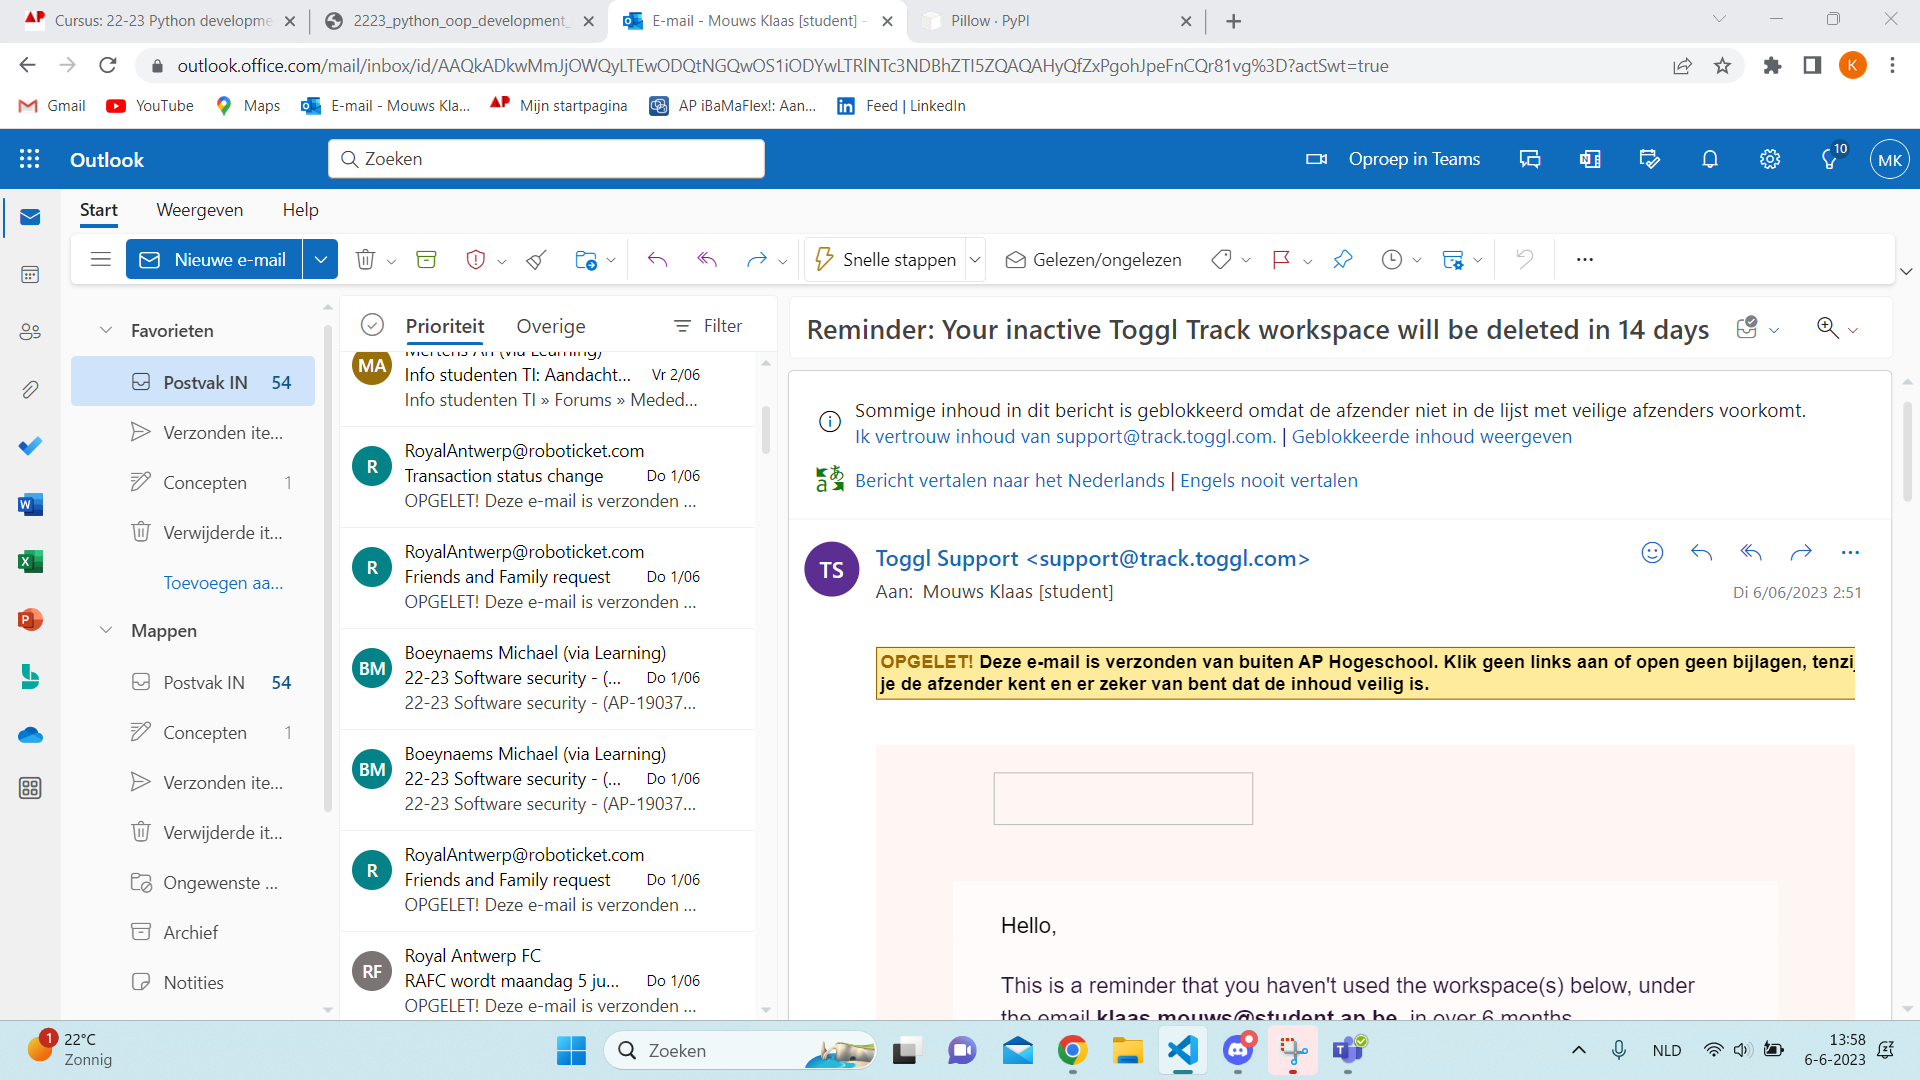 Cursus: 22-23 Python developme
2223_python_oop_development_
E-mail - Mouws Klaas [student] -
Pillow · PyPI
outlook.office.com/mail/inbox/id/AAQkADkwMmJjOWQyLTEwODQtNGQwOS1iODYwLTRlNTc3NDBhZTI5ZQAQAHyQfZxPgohJpeFnCQr81vg%3D?actSwt=true
K
Gmail
YouTube
Maps
E-mail - Mouws Kla...
Mijn startpagina
AP iBaMaFlex!: Aan...
Feed | LinkedIn
Outlook
Zoeken
Oproep in Teams
10
MK
Start
Weergeven
Help
Nieuwe e-mail
Snelle stappen
Gelezen/ongelezen
Favorieten
Postvak IN 54
Verzonden ite...
Concepten 1
Verwijderde it...
Toevoegen aa...
Mappen
Postvak IN 54
Concepten 1
Verzonden ite...
Verwijderde it...
Ongewenste ...
Archief
Notities
Prioriteit
Overige
Filter
MA
Mertens An (via Learning)
Info studenten TI: Aandacht... Vr 2/06
Info studenten TI » Forums » Meded...
R
RoyalAntwerp@roboticket.com
Transaction status change Do 1/06
OPGELET! Deze e-mail is verzonden ...
R
RoyalAntwerp@roboticket.com
Friends and Family request Do 1/06
OPGELET! Deze e-mail is verzonden ...
BM
Boeynaems Michael (via Learning)
22-23 Software security - (... Do 1/06
22-23 Software security - (AP-19037...
BM
Boeynaems Michael (via Learning)
22-23 Software security - (... Do 1/06
22-23 Software security - (AP-19037...
R
RoyalAntwerp@roboticket.com
Friends and Family request Do 1/06
OPGELET! Deze e-mail is verzonden ...
RF
Royal Antwerp FC
RAFC wordt maandag 5 ju... Do 1/06
OPGELET! Deze e-mail is verzonden ...
Reminder: Your inactive Toggl Track workspace will be deleted in 14 days
Sommige inhoud in dit bericht is geblokkeerd omdat de afzender niet in de lijst met veilige afzenders voorkomt.
Ik vertrouw inhoud van support@track.toggl.com. | Geblokkeerde inhoud weergeven
Bericht vertalen naar het Nederlands | Engels nooit vertalen
TS
Toggl Support <support@track.toggl.com>
Aan: Mouws Klaas [student]
Di 6/06/2023 2:51
OPGELET! Deze e-mail is verzonden van buiten AP Hogeschool. Klik geen links aan of open geen bijlagen, tenzij
je de afzender kent en er zeker van bent dat de inhoud veilig is.
Hello,
This is a reminder that you haven't used the workspace(s) below, under
the email klaas.mouws@student.ap.be, in over 6 months.
1
22°C
Zonnig
Zoeken
NLD
13:58
6-6-2023